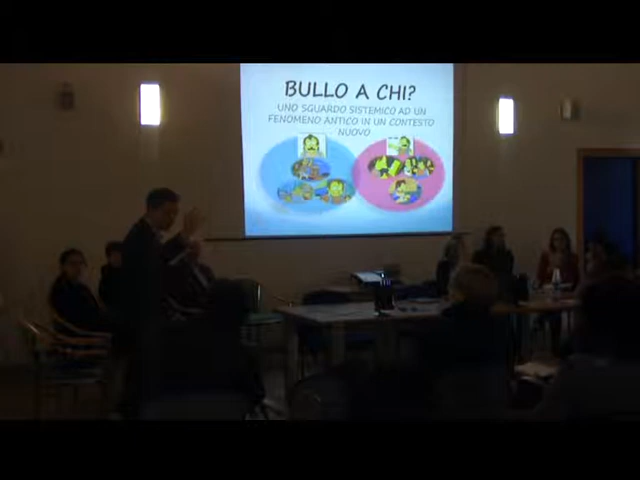 BULLO A CHI?
UNO SGUARDO SISTEMICO AD UN
FENOMENO ANTICO IN UN CONTESTO
NUOVO